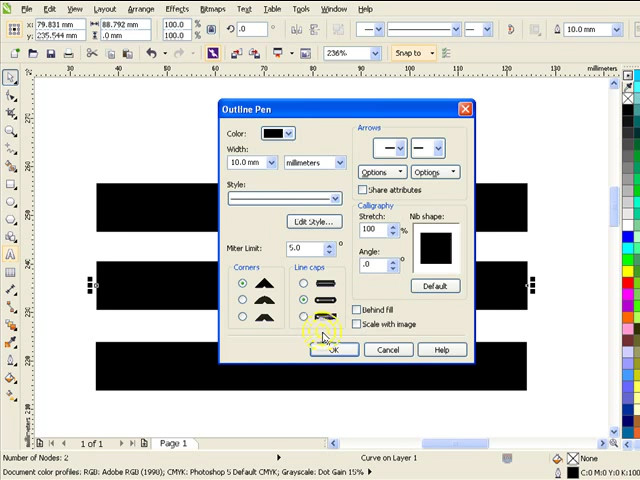 File Edit View Layout Arrange Effects Bitmaps Text Table Tools Window Help
x: 79.831 mm
y: 235.544 mm
88.792 mm
.0 mm
100.0 %
100.0 %
.0
10.0 mm
236%
Snap to
millimeters
Outline Pen
Color:
Width:
10.0 mm millimeters
Style:
Edit Style...
Miter Limit: 5.0 °
Corners Line caps
Arrows
Options Options
Share attributes
Calligraphy
Stretch: Nib shape:
100 %
Angle:
.0 °
Default
Behind fill
Scale with image
OK Cancel Help
1 of 1 Page 1
Number of Nodes: 2 Curve on Layer 1 None
Document color profiles: RGB: Adobe RGB (1998); CMYK: Photoshop 5 Default CMYK; Grayscale: Dot Gain 15% C:0 M:0 Y:0 K:100